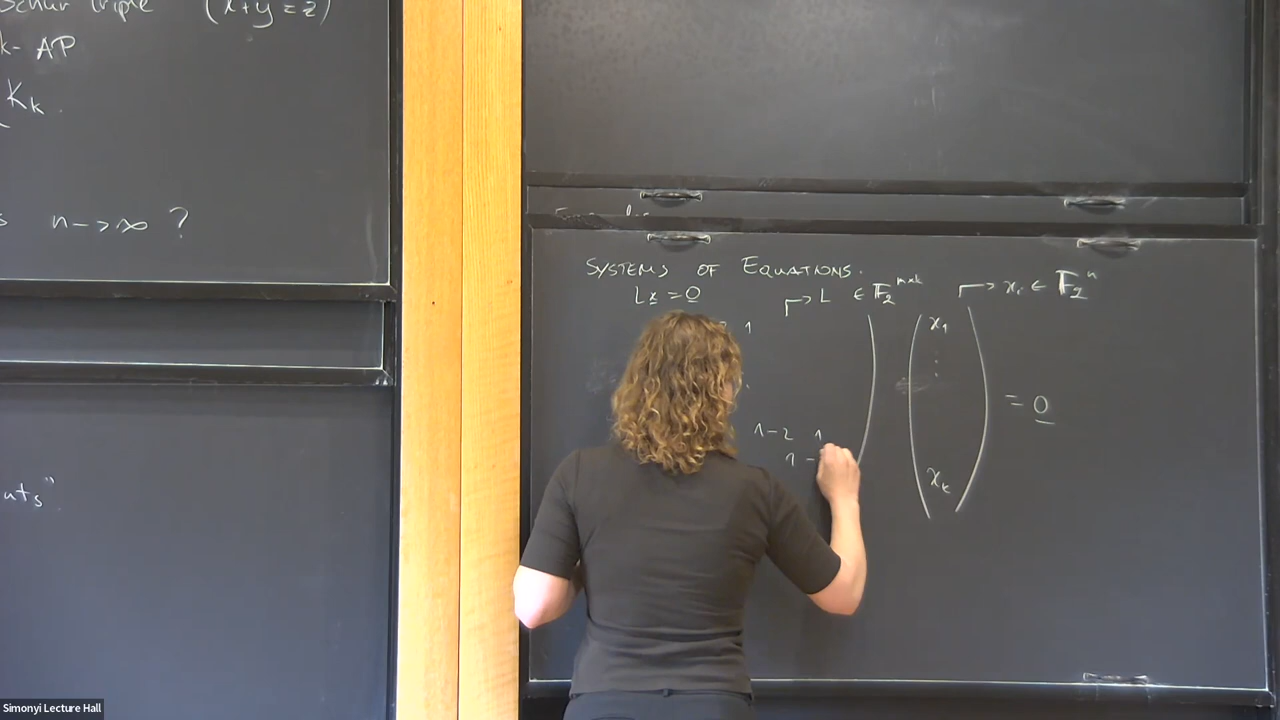 Schur Triple (x+y=z)
k-AP
K_k.
n->∞ ?
SYSTEMS OF EQUATIONS.
Lx = 0
L ∈ F_2^{m×k}
x_i ∈ F_2^n
1
1-2 1
1 -
x_1
⋮
x_k
= 0
Simonyi Lecture Hall